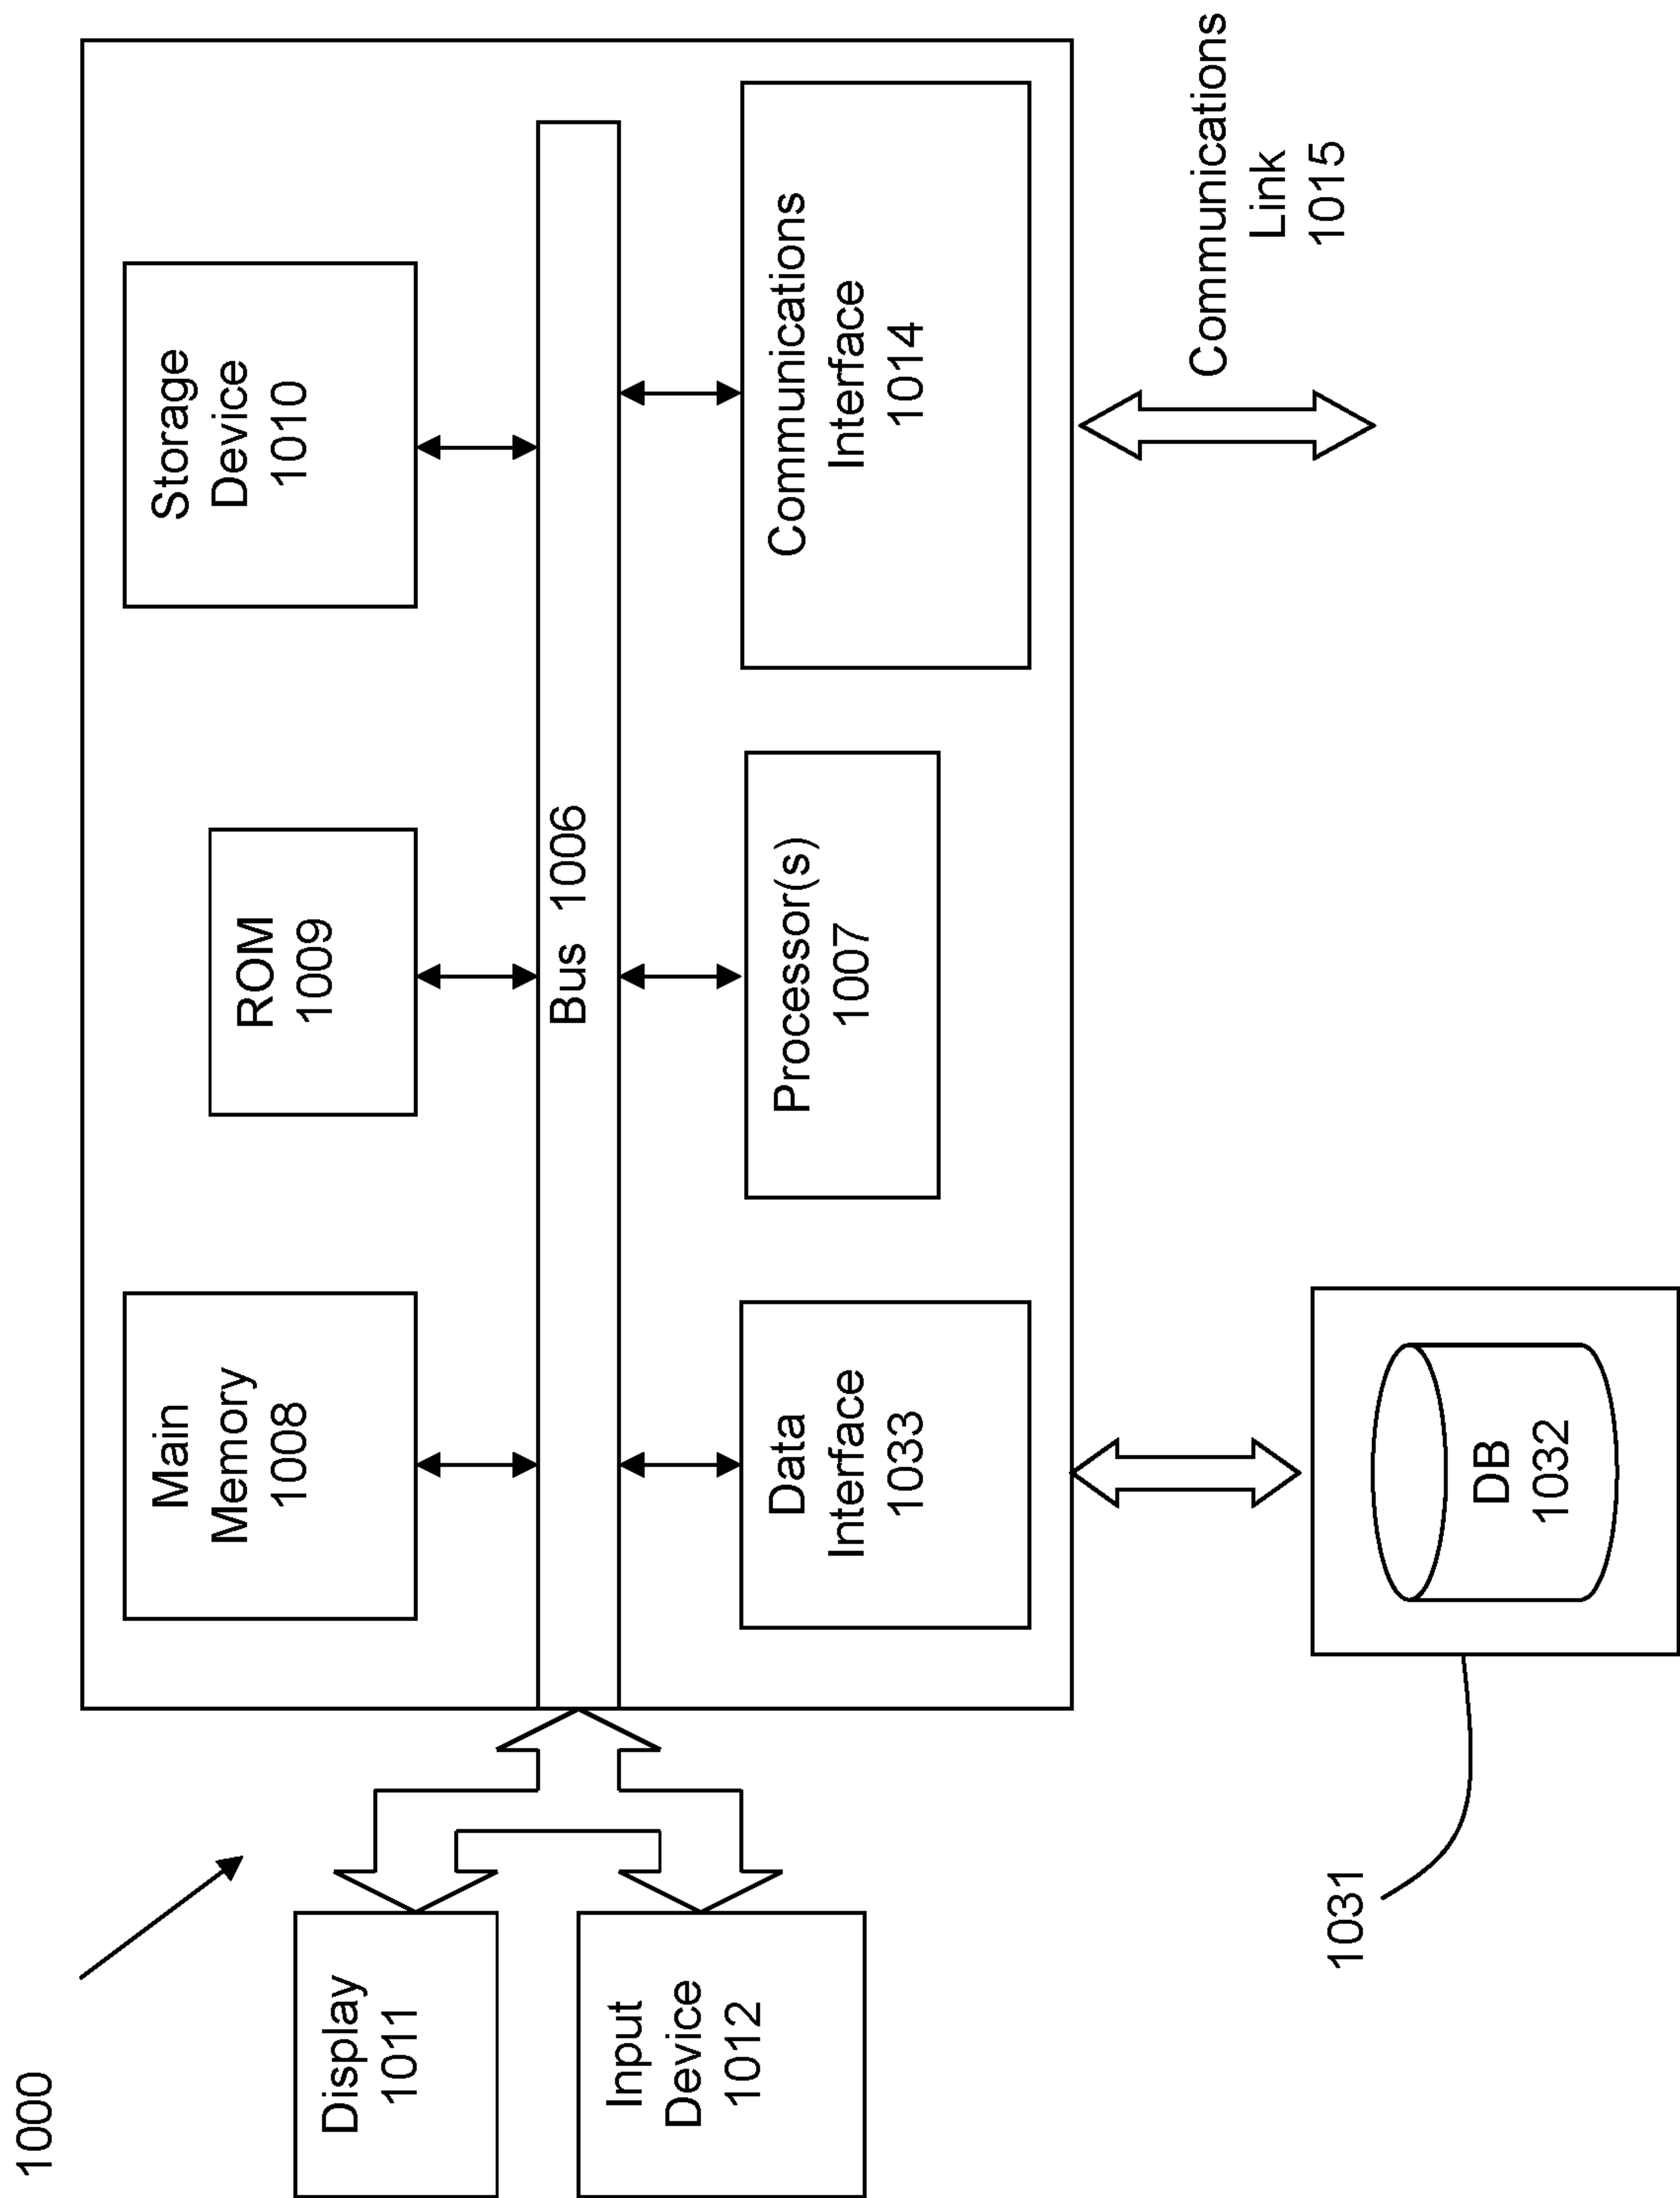 1000
Main
Memory
1008
ROM
1009
Storage
Device
1010
Display
1011
Bus 1006
Input
Device
1012
Data
Interface
1033
Processor(s)
1007
Communications
Interface
1014
Communications
Link
1015
1031
DB
1032